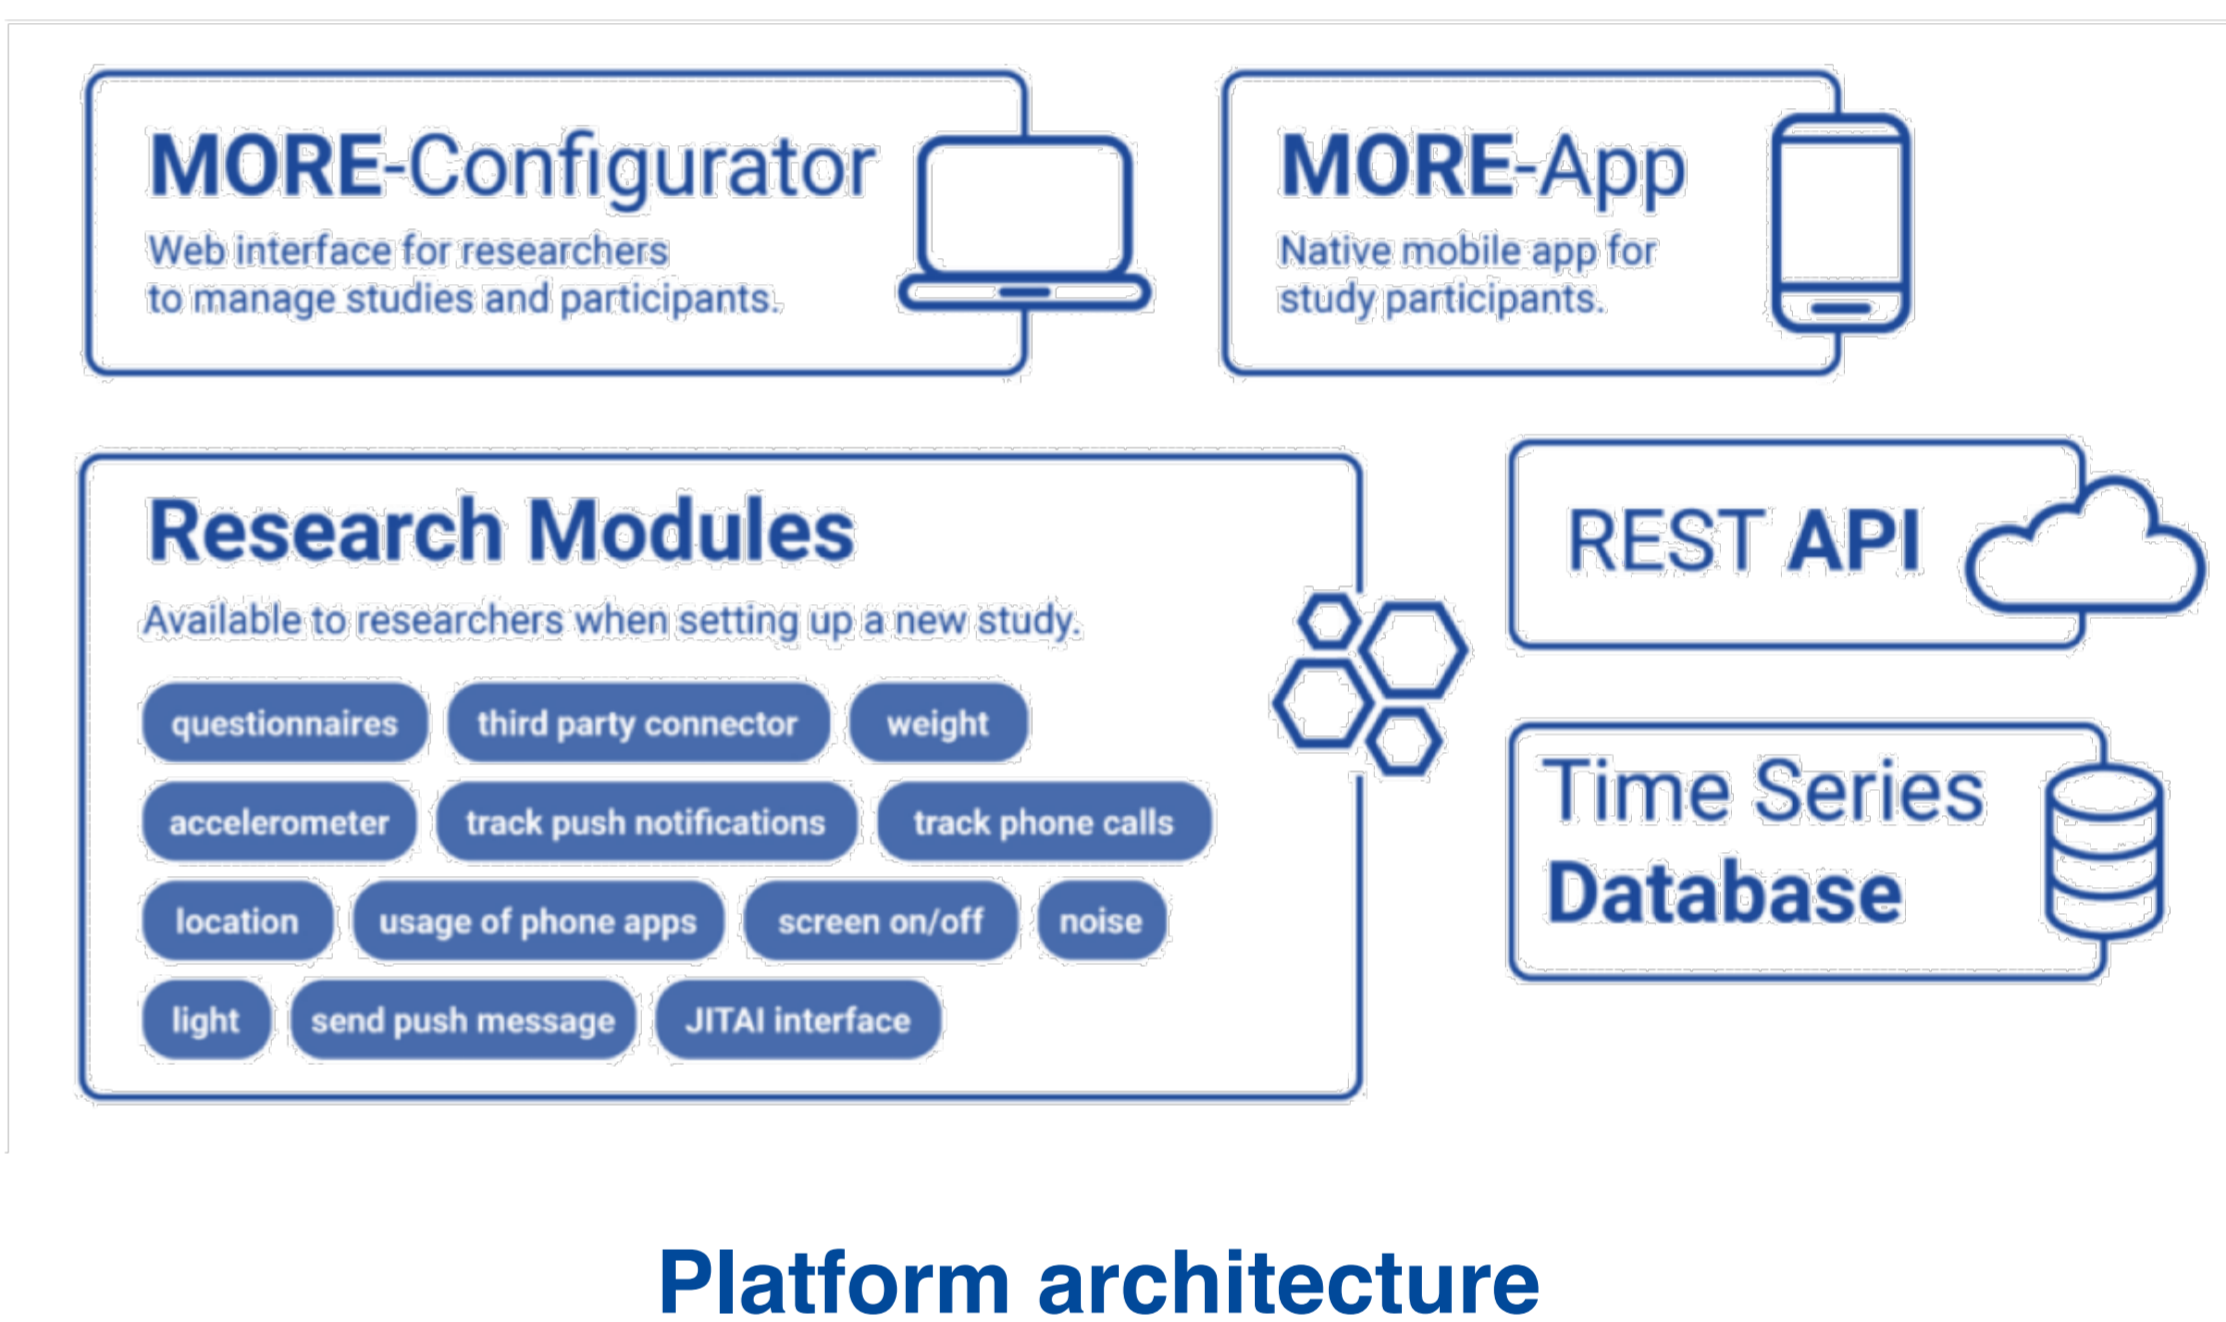 MORE-Configurator
Web interface for researchers
to manage studies and participants.
MORE-App
Native mobile app for
study participants.
Research Modules
Available to researchers when setting up a new study.
questionnaires
third party connector
weight
accelerometer
track push notifications
track phone calls
location
usage of phone apps
screen on/off
noise
light
send push message
JITAI interface
REST API
Time Series
Database
Platform architecture